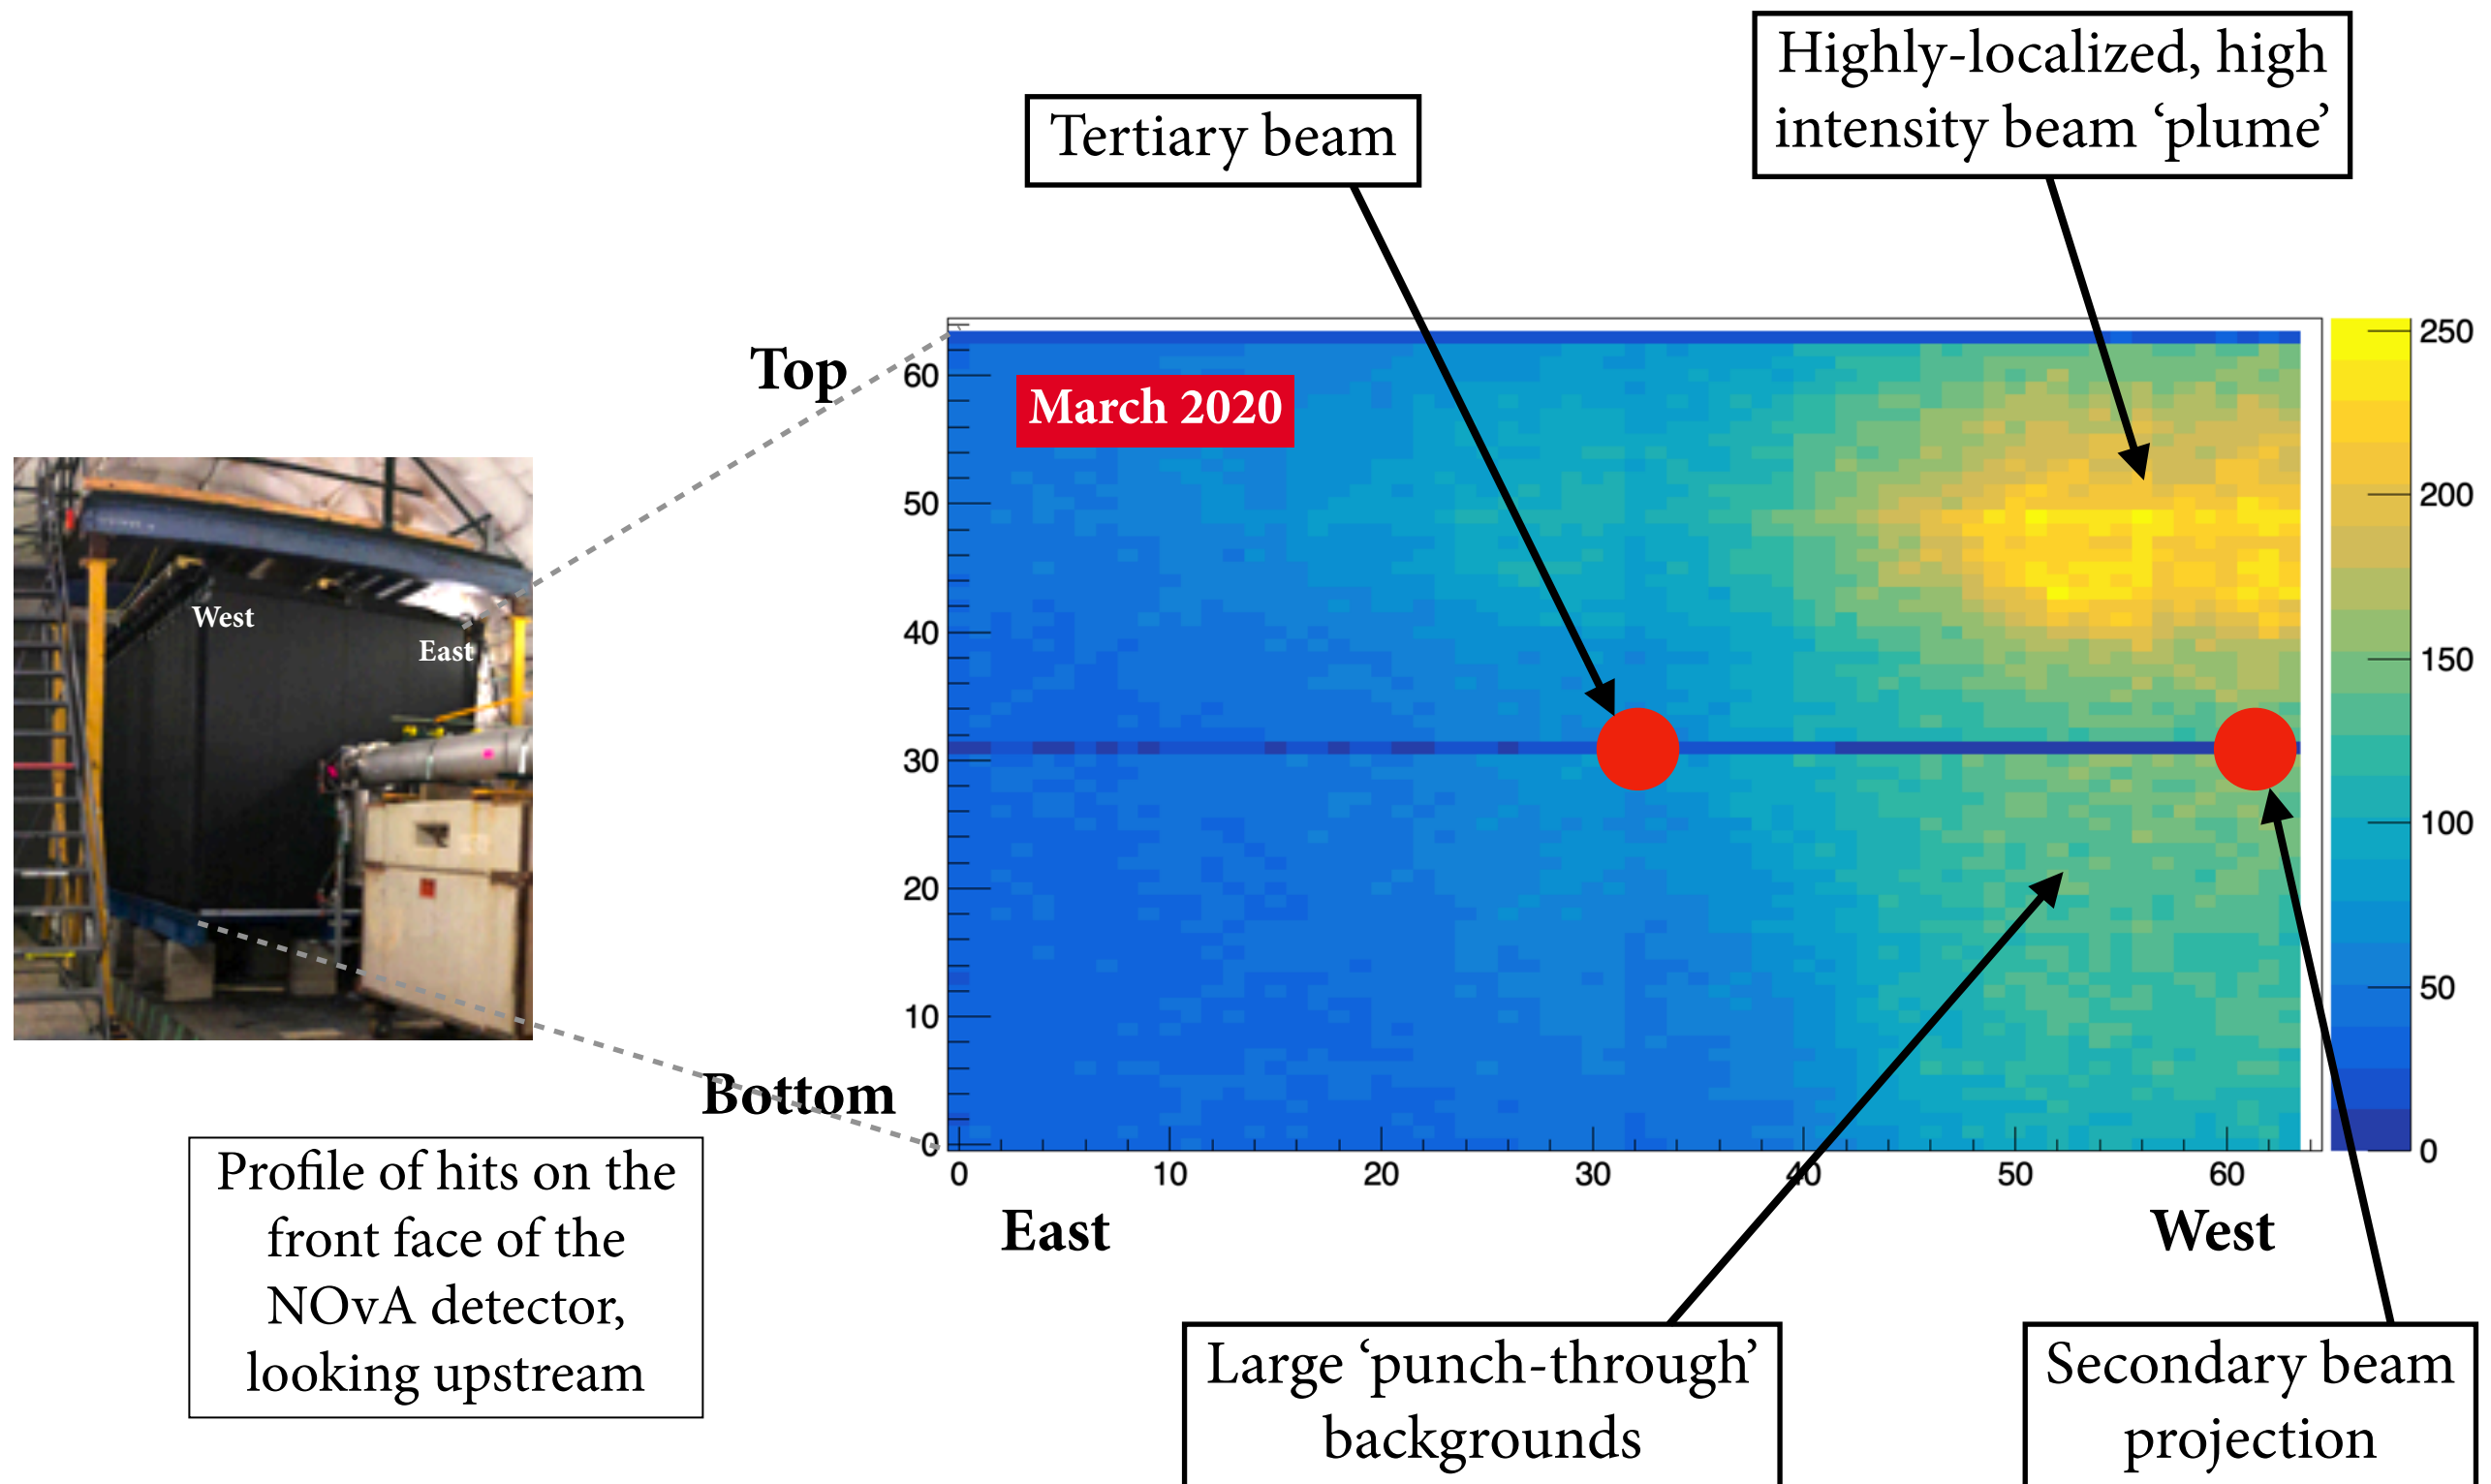 Highly-localized, high
intensity beam ‘plume’
Tertiary beam
Top
March 2020
West
East
Bottom
60
50
40
30
20
10
0
0 10 20 30 40 50 60
250
200
150
100
50
0
East
West
Profile of hits on the
front face of the
NOvA detector,
looking upstream
Large ‘punch-through’
backgrounds
Secondary beam
projection